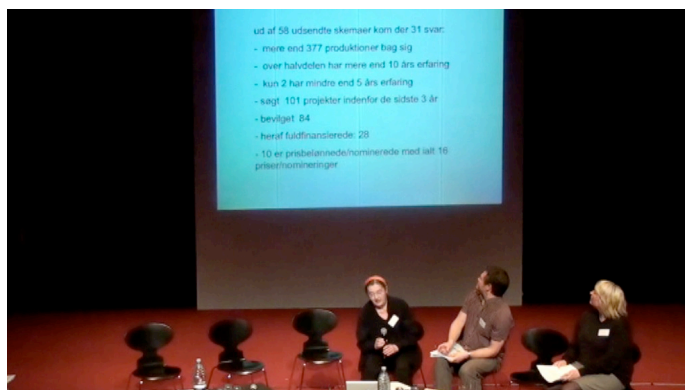 ud af 58 udsendte skemaer kom der 31 svar:
- mere end 377 produktioner bag sig
- over halvdelen har mere end 10 års erfaring
- kun 2 har mindre end 5 års erfaring
- søgt 101 projekter indenfor de sidste 3 år
- bevilget 84
- heraf fuldfinansierede: 28
- 10 er prisbelønnede/nominerede med ialt 16
priser/nomineringer